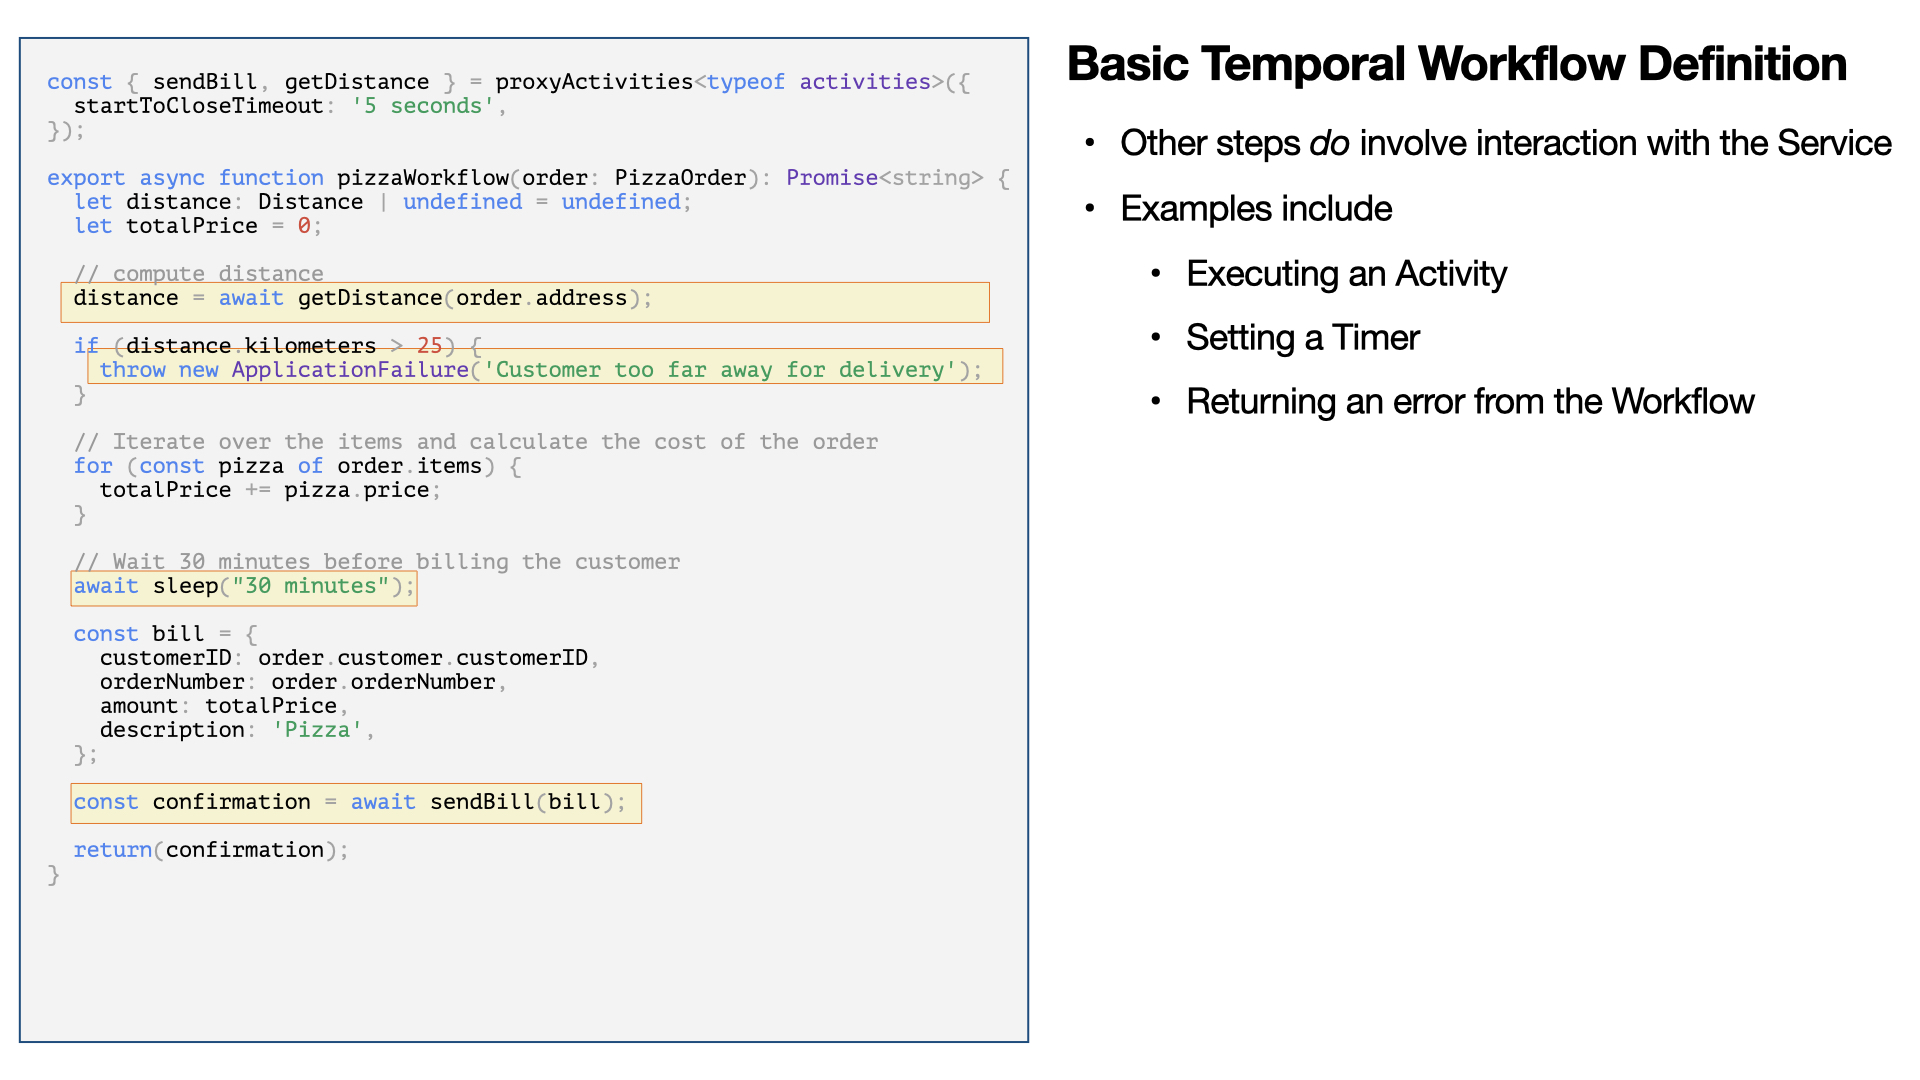 const { sendBill, getDistance } = proxyActivities<typeof activities>({
  startToCloseTimeout: '5 seconds',
});

export async function pizzaWorkflow(order: PizzaOrder): Promise<string> {
  let distance: Distance | undefined = undefined;
  let totalPrice = 0;

  // compute distance
  distance = await getDistance(order.address);

  if (distance.kilometers > 25) {
    throw new ApplicationFailure('Customer too far away for delivery');
  }

  // Iterate over the items and calculate the cost of the order
  for (const pizza of order.items) {
    totalPrice += pizza.price;
  }

  // Wait 30 minutes before billing the customer
  await sleep("30 minutes");

  const bill = {
    customerID: order.customer.customerID,
    orderNumber: order.orderNumber,
    amount: totalPrice,
    description: 'Pizza',
  };

  const confirmation = await sendBill(bill);

  return(confirmation);
}
Basic Temporal Workflow Definition
• Other steps do involve interaction with the Service
• Examples include
• Executing an Activity
• Setting a Timer
• Returning an error from the Workflow